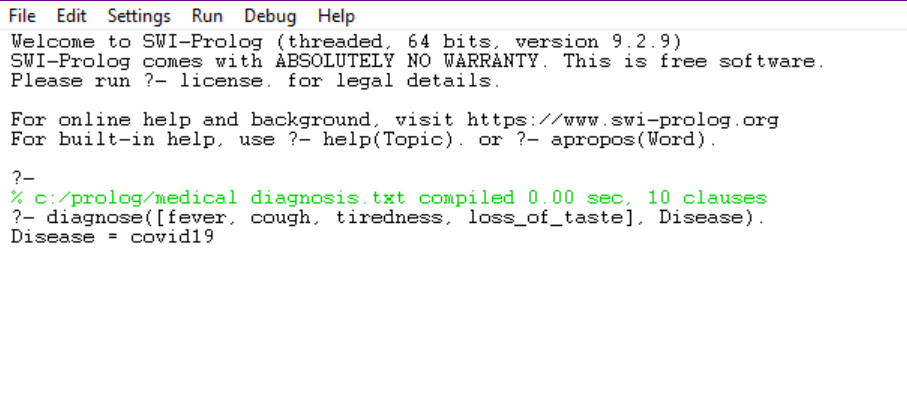 File Edit Settings Run Debug Help
Welcome to SWI-Prolog (threaded, 64 bits, version 9.2.9)
SWI-Prolog comes with ABSOLUTELY NO WARRANTY. This is free software.
Please run ?- license. for legal details.
For online help and background, visit https://www.swi-prolog.org
For built-in help, use ?- help(Topic). or ?- apropos(Word).
?-
% c:/prolog/medical diagnosis.txt compiled 0.00 sec, 10 clauses
?- diagnose([fever, cough, tiredness, loss_of_taste], Disease).
Disease = covid19